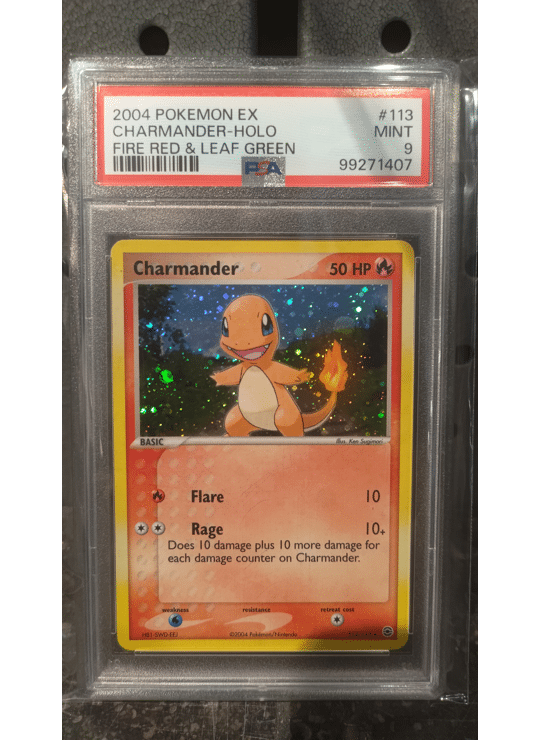 2004 POKEMON EX #113
CHARMANDER-HOLO MINT
FIRE RED & LEAF GREEN 9
PSA 99271407
Charmander 50 HP
BASIC Illus. Ken Sugimori
Flare 10
Rage 10+
Does 10 damage plus 10 more damage for
each damage counter on Charmander.
weakness resistance retreat cost
©2004 Pokémon/Nintendo